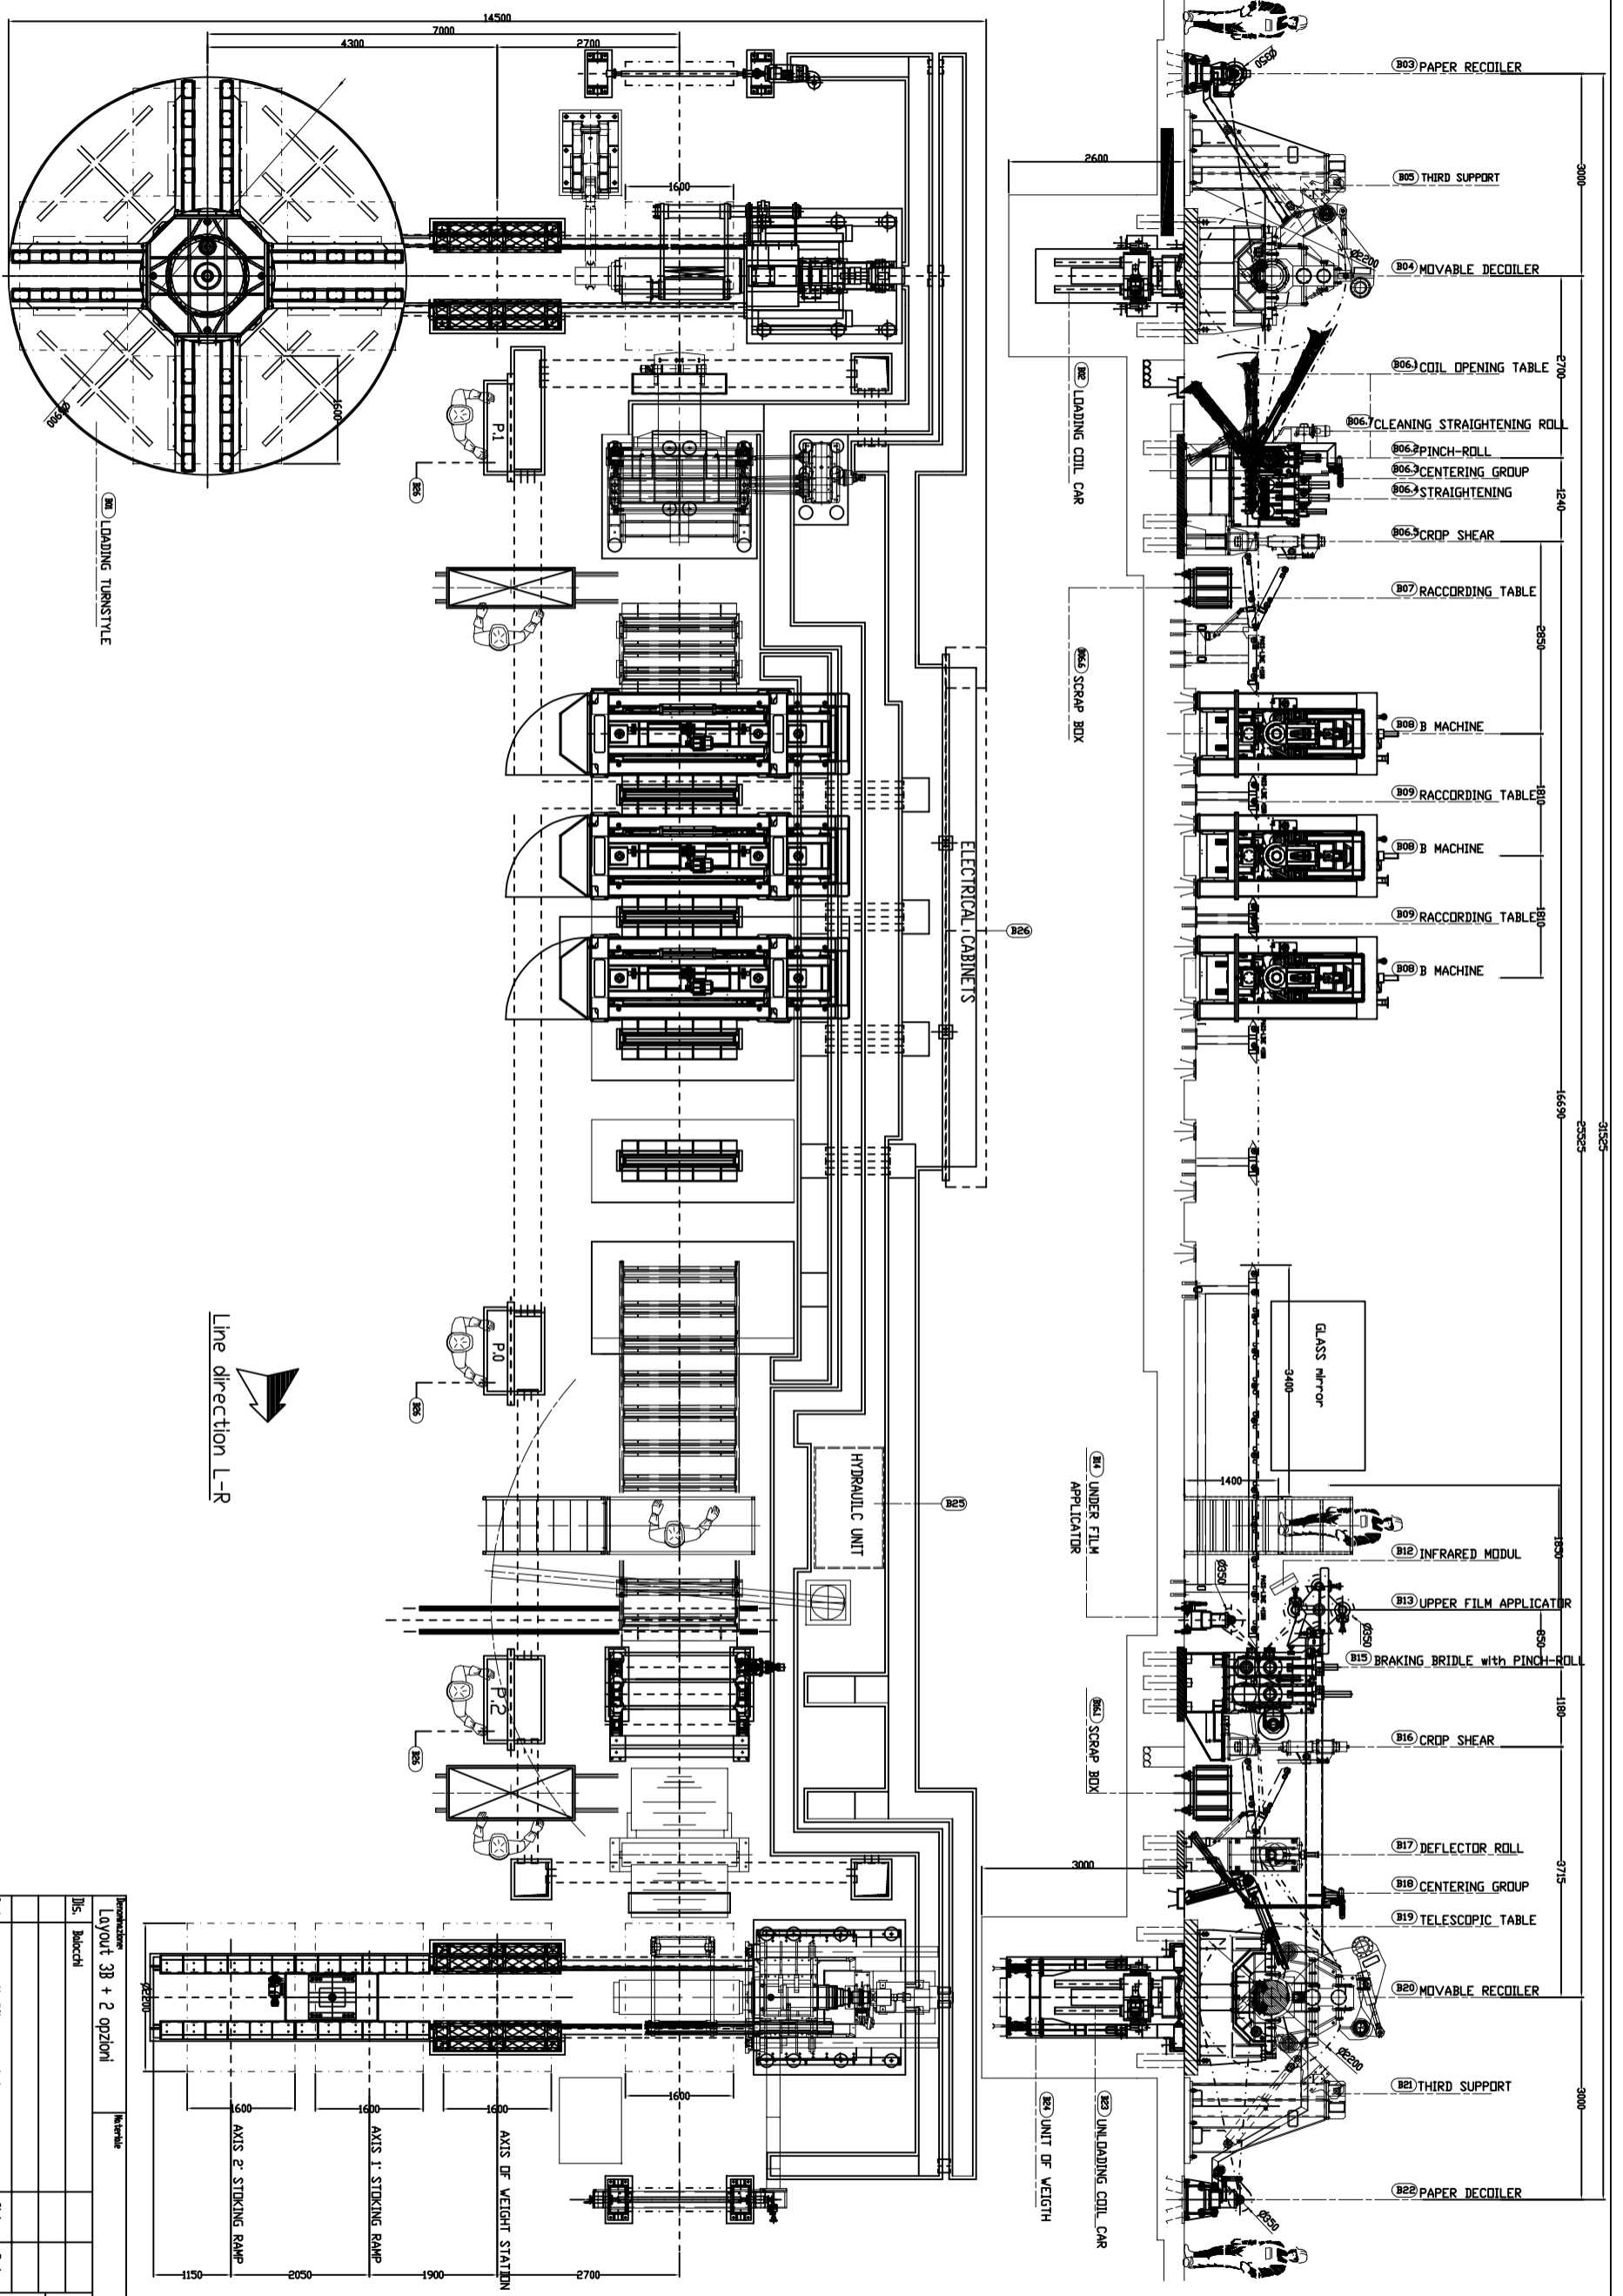 14500
7000
4300
2700
1600
1600
Ø5900
P.1
B26
B01 LOADING TURNSTYLE
ELECTRICAL CABINETS
B26
P.0
B26
Line direction L-R
HYDRAUILC UNIT
B25
P.2
B26
Ø2200
1600
1600
1600
1600
AXIS OF WEIGHT STATION
AXIS 1° STOKING RAMP
AXIS 2° STOKING RAMP
1150
2050
1900
2700
Denominazione
Layout 3B + 2 opzioni
Materiale
Dis. Balocchi
31525
25525
3000
2700
1240
16690
2850
1810
1810
1850
850
1180
3715
3000
B03 PAPER RECOILER
Ø350
B05 THIRD SUPPORT
2600
Ø2200
B04 MOVABLE DECOILER
B02 LOADING COIL CAR
B06.1 COIL OPENING TABLE
B06.7 CLEANING STRAIGHTENING ROLL
B06.2 PINCH-ROLL
B06.3 CENTERING GROUP
B06.4 STRAIGHTENING
B06.5 CROP SHEAR
B07 RACCORDING TABLE
B06.6 SCRAP BOX
B08 B MACHINE
B09 RACCORDING TABLE
B08 B MACHINE
B09 RACCORDING TABLE
B08 B MACHINE
GLASS mirror
3400
1400
B14 UNDER FILM
APPLICATOR
B12 INFRARED MODUL
Ø350
B13 UPPER FILM APPLICATOR
Ø350
B15 BRAKING BRIDLE with PINCH-ROLL
B16 CROP SHEAR
SCRAP BOX
B17 DEFLECTOR ROLL
3000
B18 CENTERING GROUP
B19 TELESCOPIC TABLE
B20 MOVABLE RECOILER
Ø2200
B21 THIRD SUPPORT
B23 UNLOADING COIL CAR
B24 UNIT OF WEIGTH
B22 PAPER DECOILER
Ø350